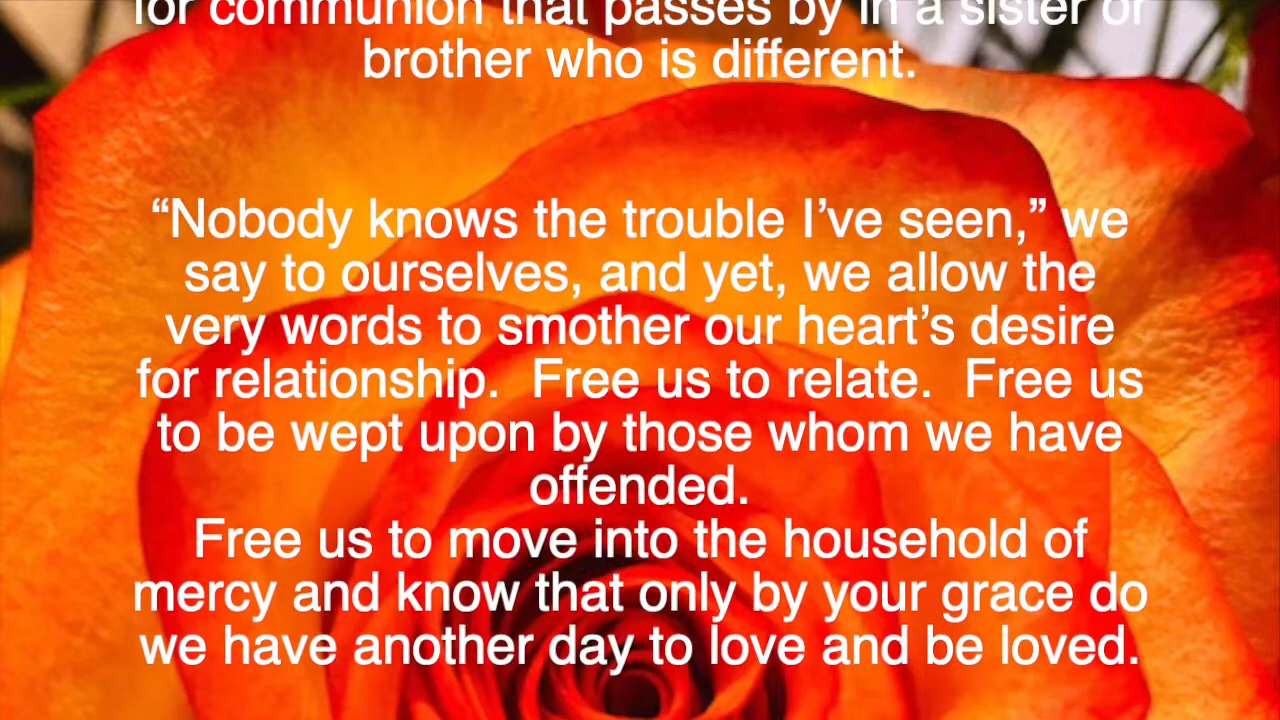 for communion that passes by in a sister or
brother who is different.
“Nobody knows the trouble I’ve seen,” we
say to ourselves, and yet, we allow the
very words to smother our heart’s desire
for relationship.  Free us to relate.  Free us
to be wept upon by those whom we have
offended.
Free us to move into the household of
mercy and know that only by your grace do
we have another day to love and be loved.